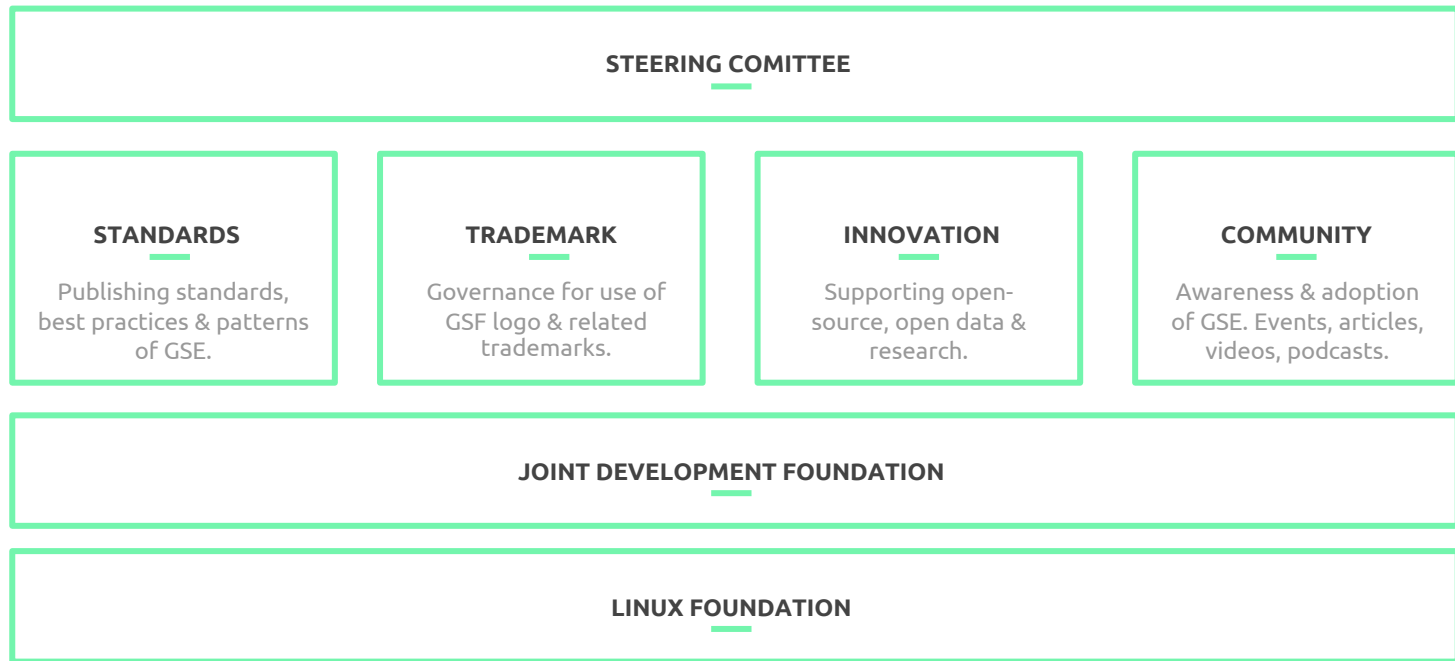 STEERING COMITTEE
STANDARDS
Publishing standards,
best practices & patterns
of GSE.
TRADEMARK
Governance for use of
GSF logo & related
trademarks.
INNOVATION
Supporting open-
source, open data &
research.
COMMUNITY
Awareness & adoption
of GSE. Events, articles,
videos, podcasts.
JOINT DEVELOPMENT FOUNDATION
LINUX FOUNDATION